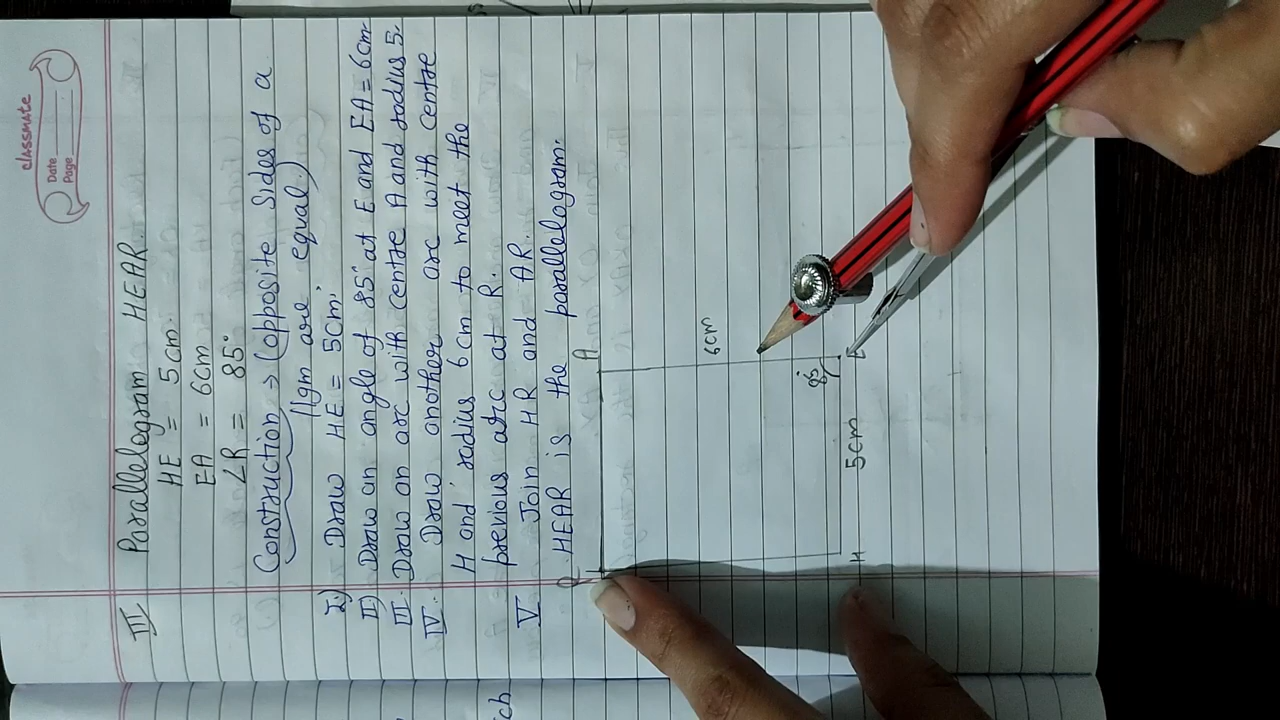 classmate
Date
Page
III Parallelogram HEAR.
HE = 5cm.
EA = 6cm
∠R = 85°
Construction → (opposite sides of a
llgm are equal)
I) Draw HE = 5cm.
II) Draw an angle of 85° at E and EA = 6cm
III. Draw an arc with centre A and radius 5.
IV. Draw another arc with centre
H and radius 6cm to meet the
previous arc at R.
V Join HR and AR.
HEAR is the parallelogram.
R A
6cm
85°
H 5cm E
ch